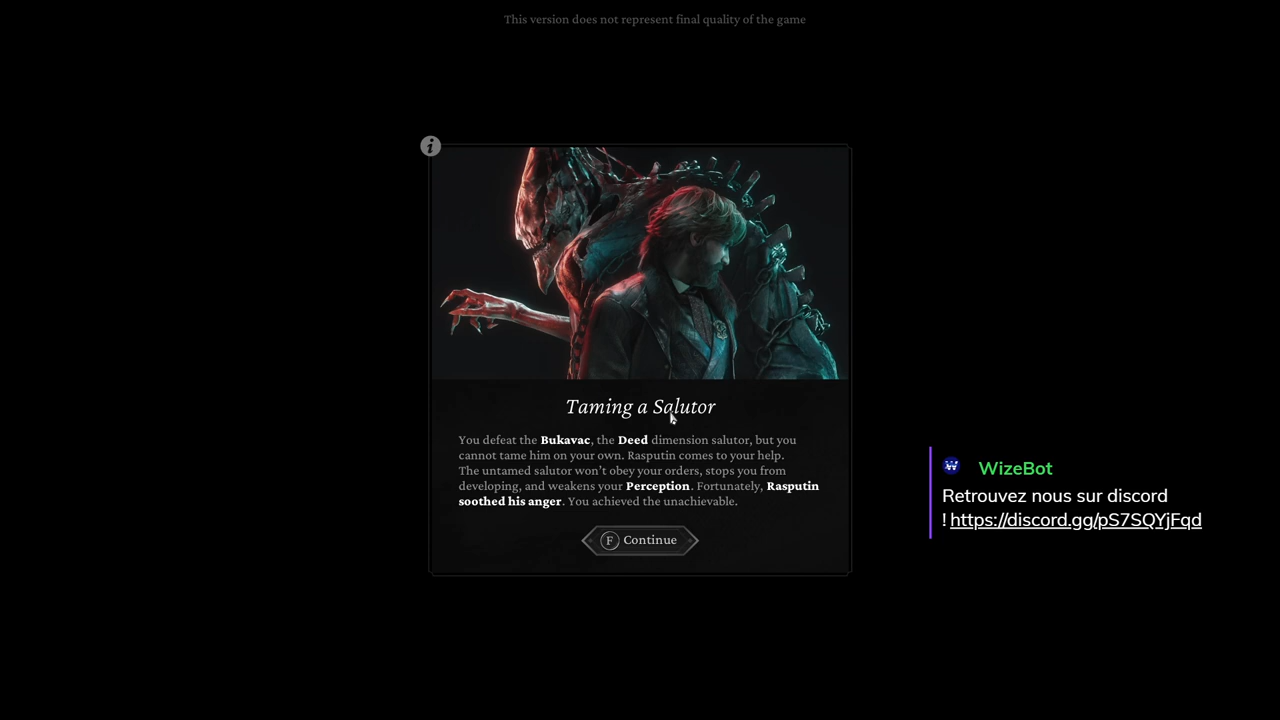 This version does not represent final quality of the game
i
Taming a Salutor
You defeat the Bukavac, the Deed dimension salutor, but you
cannot tame him on your own. Rasputin comes to your help.
The untamed salutor won't obey your orders, stops you from
developing, and weakens your Perception. Fortunately, Rasputin
soothed his anger. You achieved the unachievable.
F Continue
WizeBot
Retrouvez nous sur discord
! https://discord.gg/pS7SQYjFqd